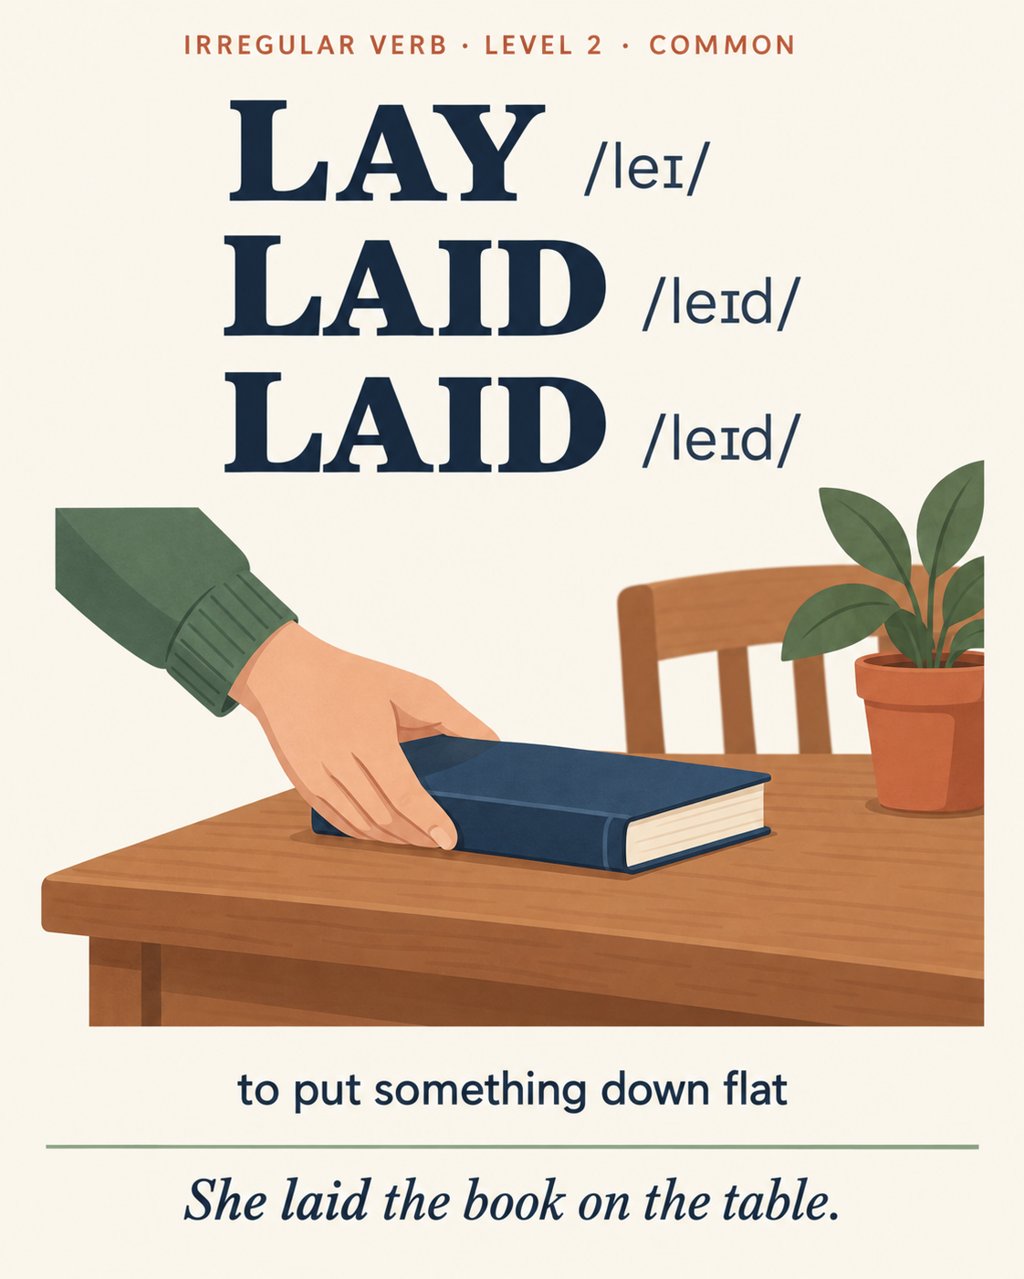 IRREGULAR VERB · LEVEL 2 · COMMON
LAY /leɪ/
LAID /leɪd/
LAID /leɪd/
to put something down flat
She laid the book on the table.